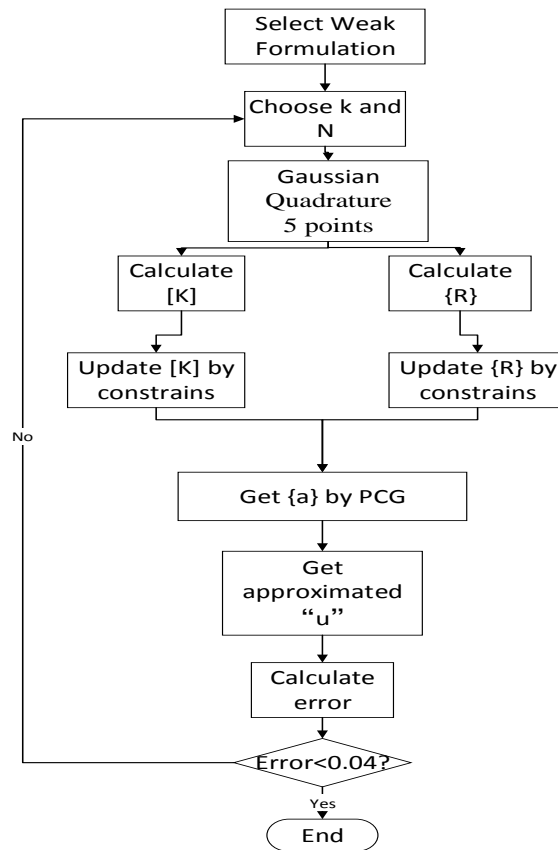 Select Weak
Formulation
Choose k and
N
Gaussian
Quadrature
5 points
Calculate
[K]
Calculate
{R}
Update [K] by
constrains
Update {R} by
constrains
No
Get {a} by PCG
Get
approximated
“u”
Calculate
error
Error<0.04?
Yes
End